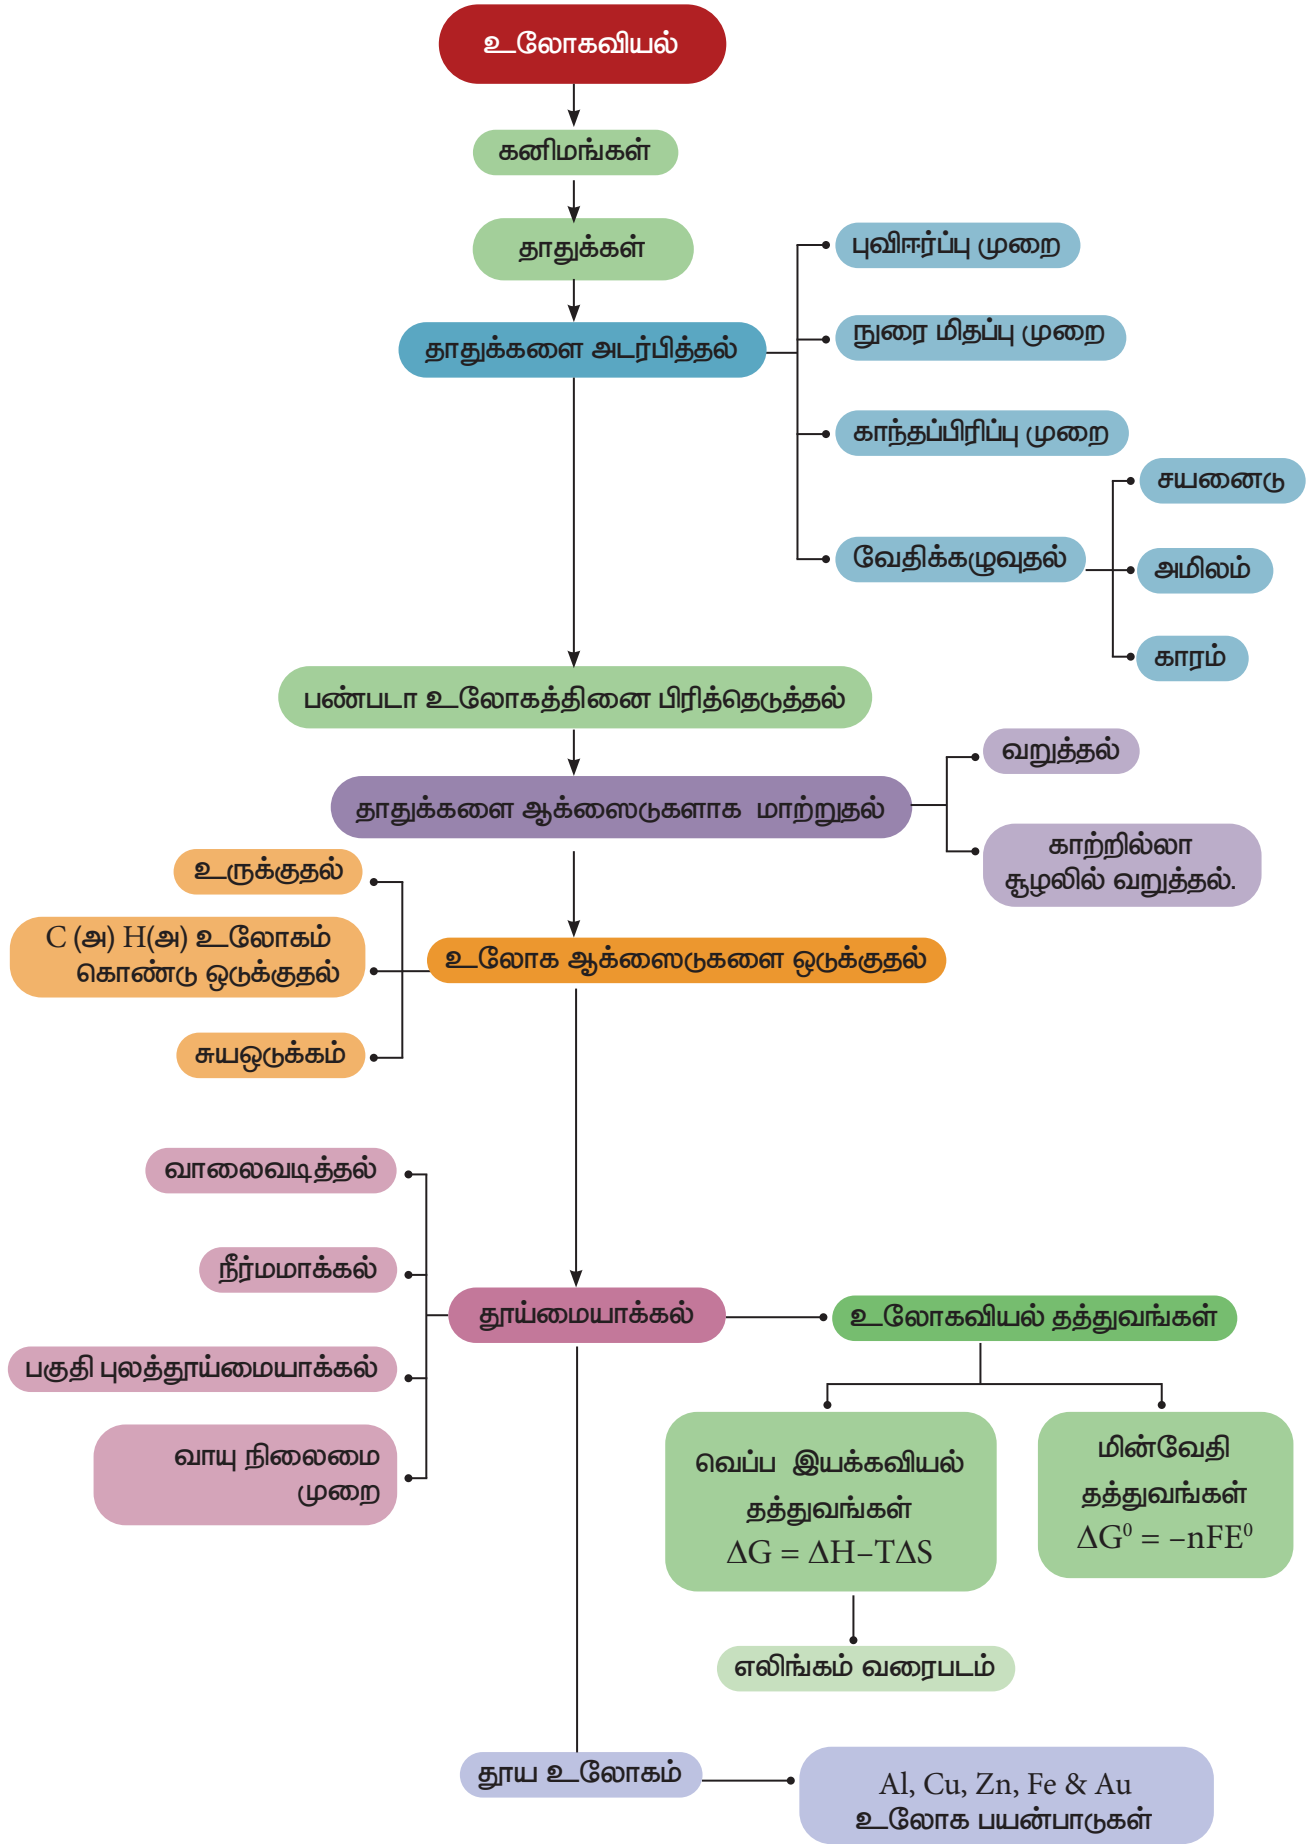 உலோகவியல்
கனிமங்கள்
தாதுக்கள்
புவிஈர்ப்பு முறை
நுரை மிதப்பு முறை
தாதுக்களை அடர்பித்தல்
காந்தப்பிரிப்பு முறை
சயனைடு
வேதிக்கழுவுதல்
அமிலம்
காரம்
பண்படா உலோகத்தினை பிரித்தெடுத்தல்
வறுத்தல்
தாதுக்களை ஆக்ஸைடுகளாக மாற்றுதல்
காற்றில்லா
சூழலில் வறுத்தல்.
உருக்குதல்
C (அ) H(அ) உலோகம்
கொண்டு ஒடுக்குதல்
உலோக ஆக்ஸைடுகளை ஒடுக்குதல்
சுயஒடுக்கம்
வாலைவடித்தல்
நீர்மமாக்கல்
தூய்மையாக்கல்
உலோகவியல் தத்துவங்கள்
பகுதி புலத்தூய்மையாக்கல்
வாயு நிலைமை
முறை
வெப்ப இயக்கவியல்
தத்துவங்கள்
ΔG = ΔH–TΔS
மின்வேதி
தத்துவங்கள்
ΔG⁰ = –nFE⁰
எலிங்கம் வரைபடம்
தூய உலோகம்
Al, Cu, Zn, Fe & Au
உலோக பயன்பாடுகள்